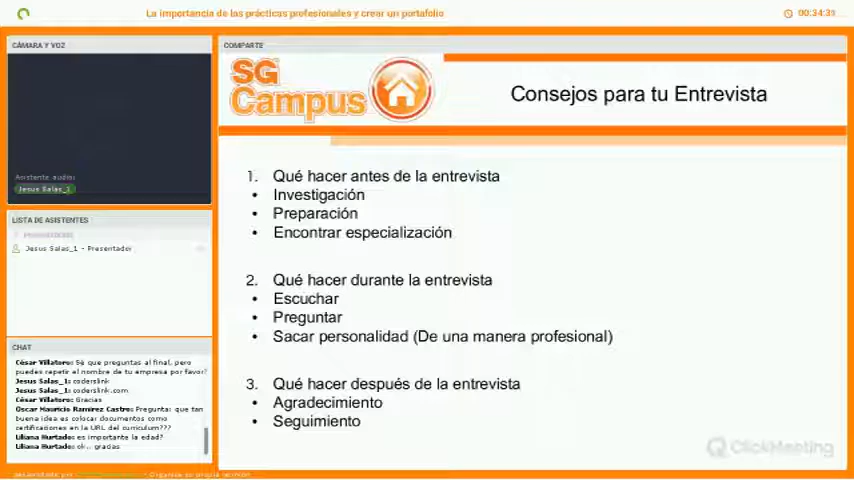 La importancia de las prácticas profesionales y crear un portafolio
00:34:31
CÁMARA Y VOZ
Asistente audio:
Jesus Salas_1
LISTA DE ASISTENTES
Jesus Salas_1 - Presentador
CHAT
César Villatoro: Sé que preguntas al final, pero
puedes repetir el nombre de tu empresa por favor?
Jesus Salas_1: coderslink
Jesus Salas_1: coderslink.com
César Villatoro: Gracias
Oscar Mauricio Ramirez Castro: Pregunta: que tan
buena idea es colocar documentos como
certificaciones en la URL del curriculum???
Liliana Hurtado: es importante la edad?
Liliana Hurtado: ok.. gracias
COMPARTE
SG
Campus
Consejos para tu Entrevista
1. Qué hacer antes de la entrevista
• Investigación
• Preparación
• Encontrar especialización
2. Qué hacer durante la entrevista
• Escuchar
• Preguntar
• Sacar personalidad (De una manera profesional)
3. Qué hacer después de la entrevista
• Agradecimiento
• Seguimiento
ClickMeeting